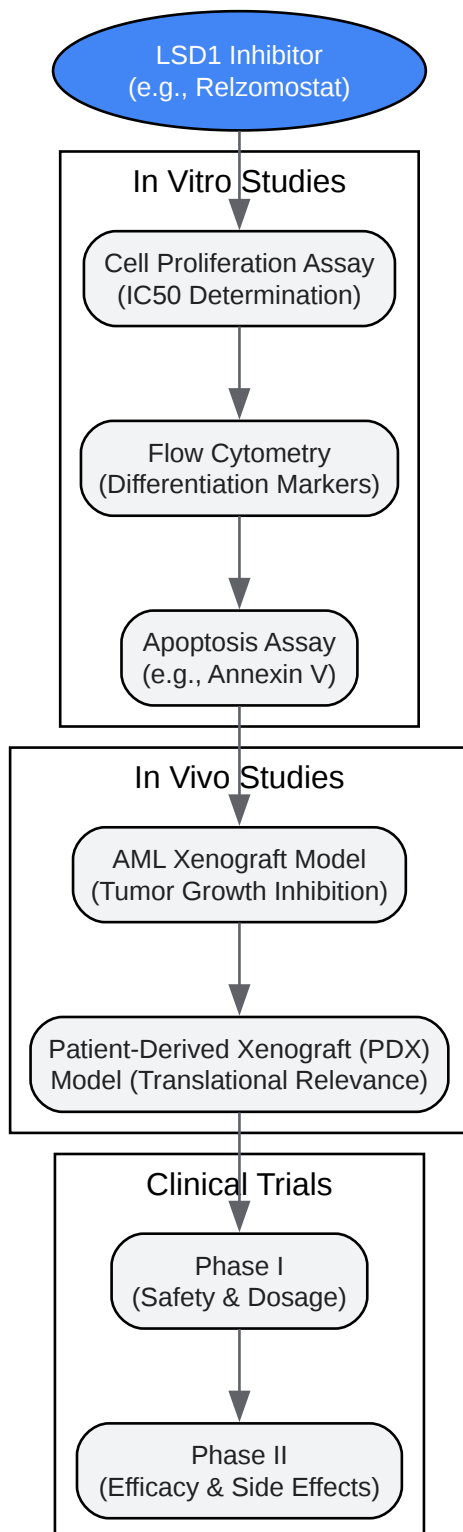 LSD1 Inhibitor
(e.g., Relzomostat)
In Vitro Studies
Cell Proliferation Assay
(IC50 Determination)
Flow Cytometry
(Differentiation Markers)
Apoptosis Assay
(e.g., Annexin V)
In Vivo Studies
AML Xenograft Model
(Tumor Growth Inhibition)
Patient-Derived Xenograft (PDX)
Model (Translational Relevance)
Clinical Trials
Phase I
(Safety & Dosage)
Phase II
(Efficacy & Side Effects)